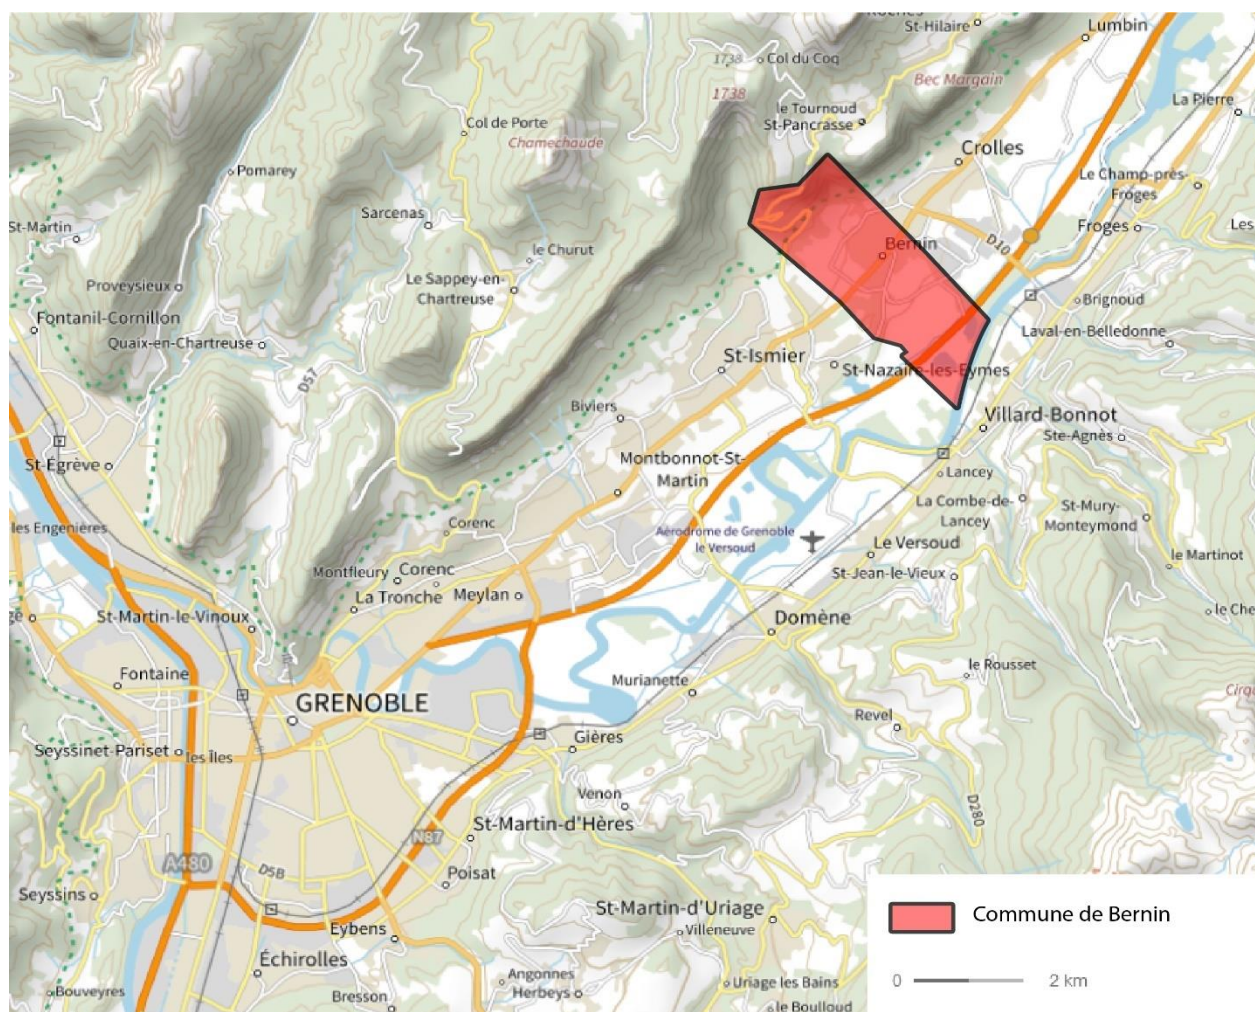 Roches
St-Hilaire
Lumbin
1738
Col du Coq
Bec Margain
1738
La Pierre
le Tournoud
St-Pancrasse
Col de Porte
Chamechaude
Crolles
Pomarey
Le Champ-près-
Froges
Sarcenas
St-Martin
Froges
Les
le Churut
Bernin
D10
Proveysieux
Le Sappey-en-
Chartreuse
Brignoud
Fontanil-Cornillon
Quaix-en-Chartreuse
Laval-en-Belledonne
St-Ismier
D57
St-Nazaire-les-Eymes
Biviers
Villard-Bonnot
Ste-Agnès
St-Égrève
Montbonnot-St-
Martin
Lancey
La Combe-de-
Lancey
St-Mury-
Monteymond
les Engenières
Corenc
Aérodrome de Grenoble
le Versoud
Le Versoud
le Martinot
Montfleury
Corenc
St-Jean-le-Vieux
La Tronche
Meylan
le Che
St-Martin-le-Vinoux
Domène
le Rousset
Fontaine
Murianette
GRENOBLE
Cirq
Revel
Seyssinet-Pariset
les Îles
Gières
Venon
D280
St-Martin-d'Hères
N87
A480
D5B
Poisat
Seyssins
St-Martin-d'Uriage
Villeneuve
Commune de Bernin
Eybens
Échirolles
Angonnes
Herbeys
Uriage les Bains
0
2 km
Bouveyres
Bresson
le Boulloud